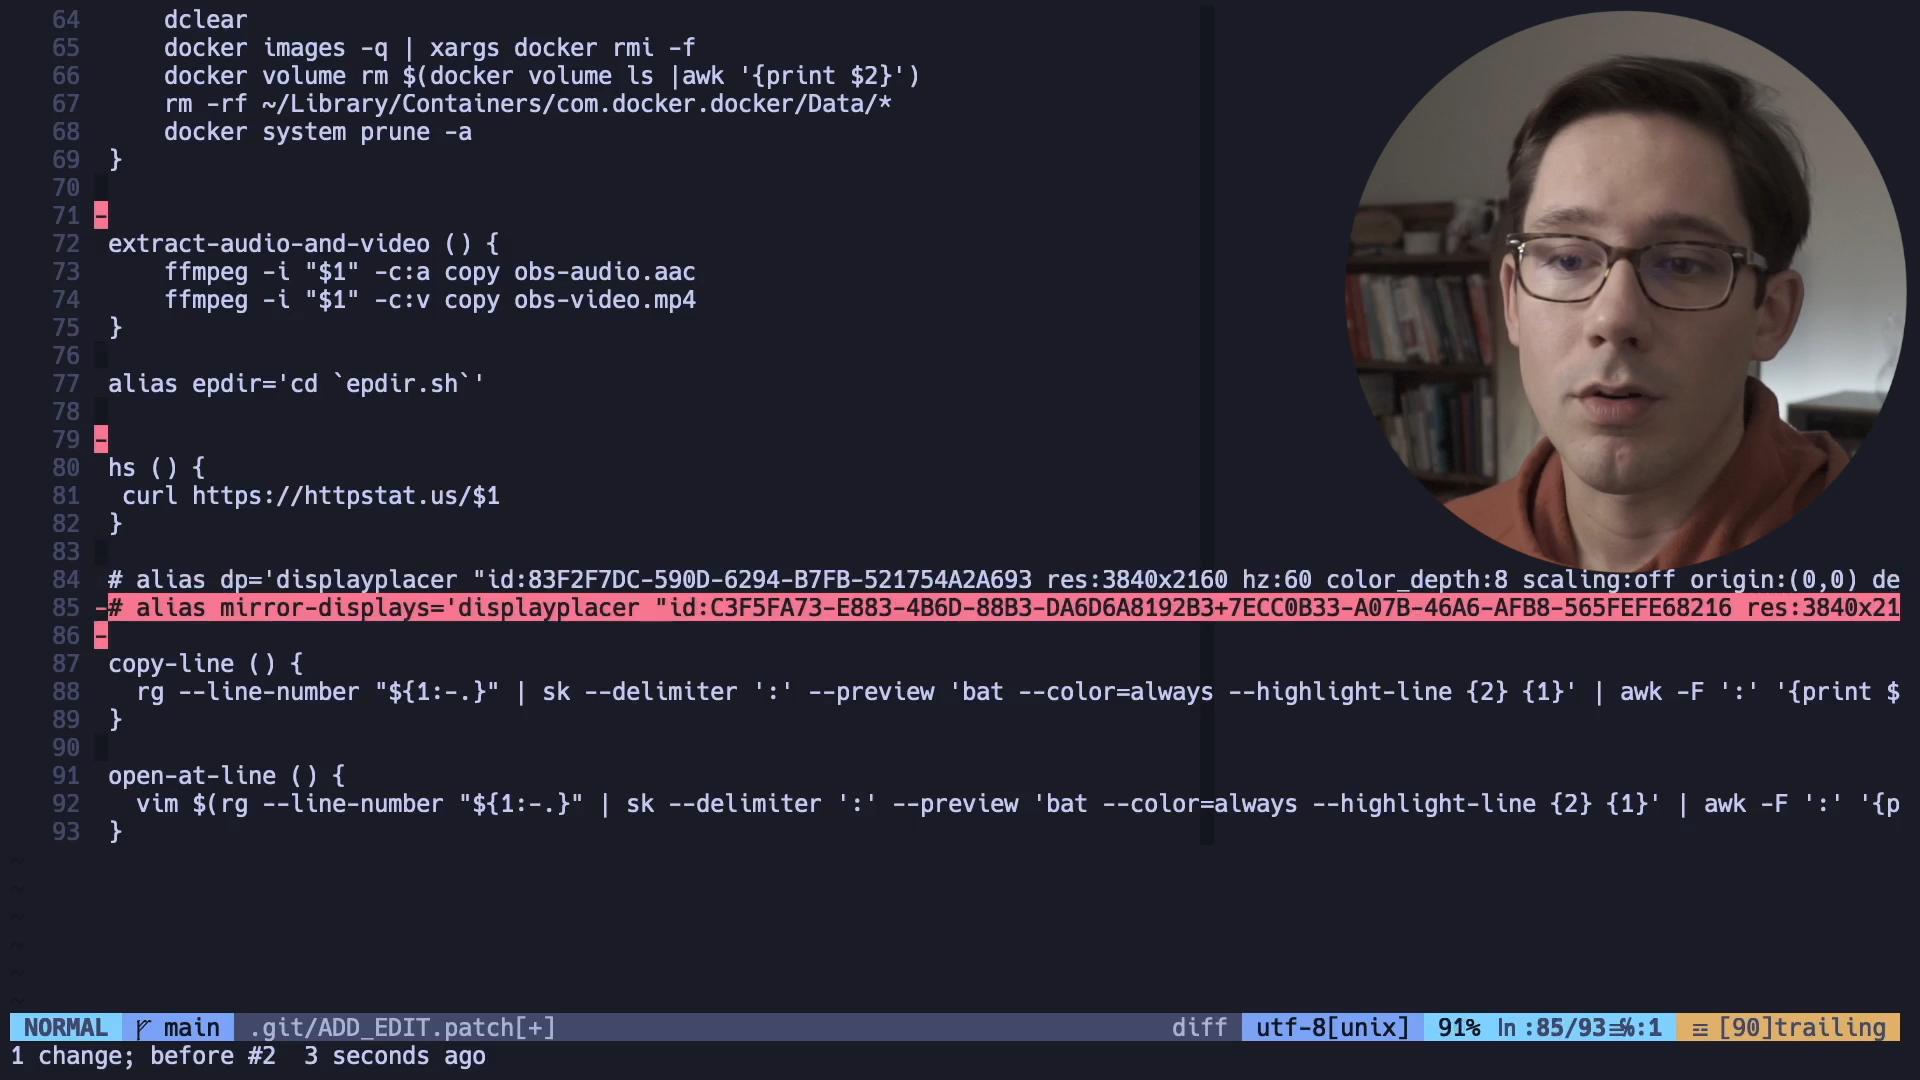 64 dclear
65 docker images -q | xargs docker rmi -f
66 docker volume rm $(docker volume ls |awk '{print $2}')
67 rm -rf ~/Library/Containers/com.docker.docker/Data/*
68 docker system prune -a
69 }
70
71 -
72 extract-audio-and-video () {
73 ffmpeg -i "$1" -c:a copy obs-audio.aac
74 ffmpeg -i "$1" -c:v copy obs-video.mp4
75 }
76
77 alias epdir='cd `epdir.sh`'
78
79 -
80 hs () {
81 curl https://httpstat.us/$1
82 }
83
84 # alias dp='displayplacer "id:83F2F7DC-590D-6294-B7FB-521754A2A693 res:3840x2160 hz:60 color_depth:8 scaling:off origin:(0,0) de
85 -# alias mirror-displays='displayplacer "id:C3F5FA73-E883-4B6D-88B3-DA6D6A8192B3+7ECC0B33-A07B-46A6-AFB8-565FEFE68216 res:3840x21
86 -
87 copy-line () {
88 rg --line-number "${1:-.}" | sk --delimiter ':' --preview 'bat --color=always --highlight-line {2} {1}' | awk -F ':' '{print $
89 }
90
91 open-at-line () {
92 vim $(rg --line-number "${1:-.}" | sk --delimiter ':' --preview 'bat --color=always --highlight-line {2} {1}' | awk -F ':' '{p
93 }
~
~
~
~
~
~
NORMAL main .git/ADD_EDIT.patch[+] diff utf-8[unix] 91% ln :85/93≡%:1 ☲ [90]trailing
1 change; before #2 3 seconds ago